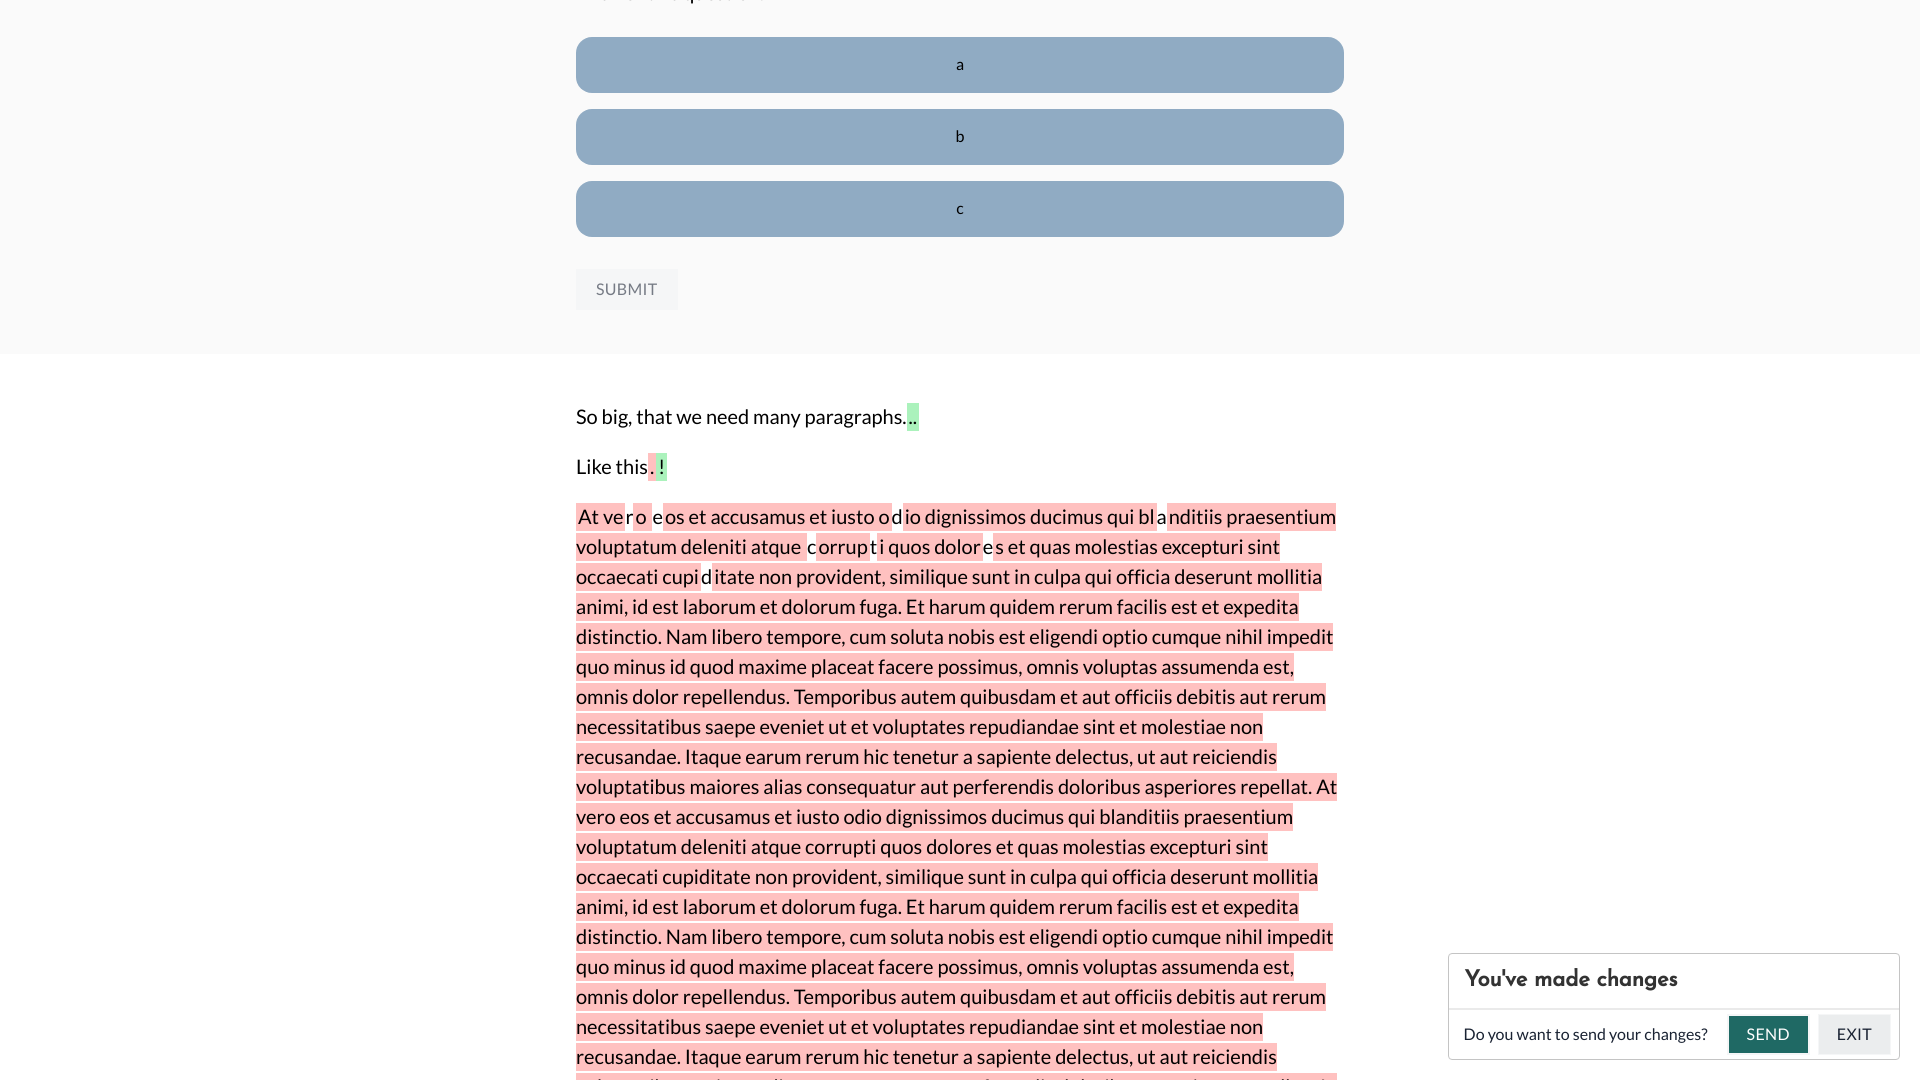 a
b
c
SUBMIT
So big, that we need many paragraphs...
Like this.!
At vero eos et accusamus et iusto odio dignissimos ducimus qui blanditiis praesentium
voluptatum deleniti atque corrupti quos dolores et quas molestias excepturi sint
occaecati cupiditate non provident, similique sunt in culpa qui officia deserunt mollitia
animi, id est laborum et dolorum fuga. Et harum quidem rerum facilis est et expedita
distinctio. Nam libero tempore, cum soluta nobis est eligendi optio cumque nihil impedit
quo minus id quod maxime placeat facere possimus, omnis voluptas assumenda est,
omnis dolor repellendus. Temporibus autem quibusdam et aut officiis debitis aut rerum
necessitatibus saepe eveniet ut et voluptates repudiandae sint et molestiae non
recusandae. Itaque earum rerum hic tenetur a sapiente delectus, ut aut reiciendis
voluptatibus maiores alias consequatur aut perferendis doloribus asperiores repellat. At
vero eos et accusamus et iusto odio dignissimos ducimus qui blanditiis praesentium
voluptatum deleniti atque corrupti quos dolores et quas molestias excepturi sint
occaecati cupiditate non provident, similique sunt in culpa qui officia deserunt mollitia
animi, id est laborum et dolorum fuga. Et harum quidem rerum facilis est et expedita
distinctio. Nam libero tempore, cum soluta nobis est eligendi optio cumque nihil impedit
quo minus id quod maxime placeat facere possimus, omnis voluptas assumenda est,
omnis dolor repellendus. Temporibus autem quibusdam et aut officiis debitis aut rerum
necessitatibus saepe eveniet ut et voluptates repudiandae sint et molestiae non
recusandae. Itaque earum rerum hic tenetur a sapiente delectus, ut aut reiciendis
You've made changes
Do you want to send your changes?
SEND
EXIT